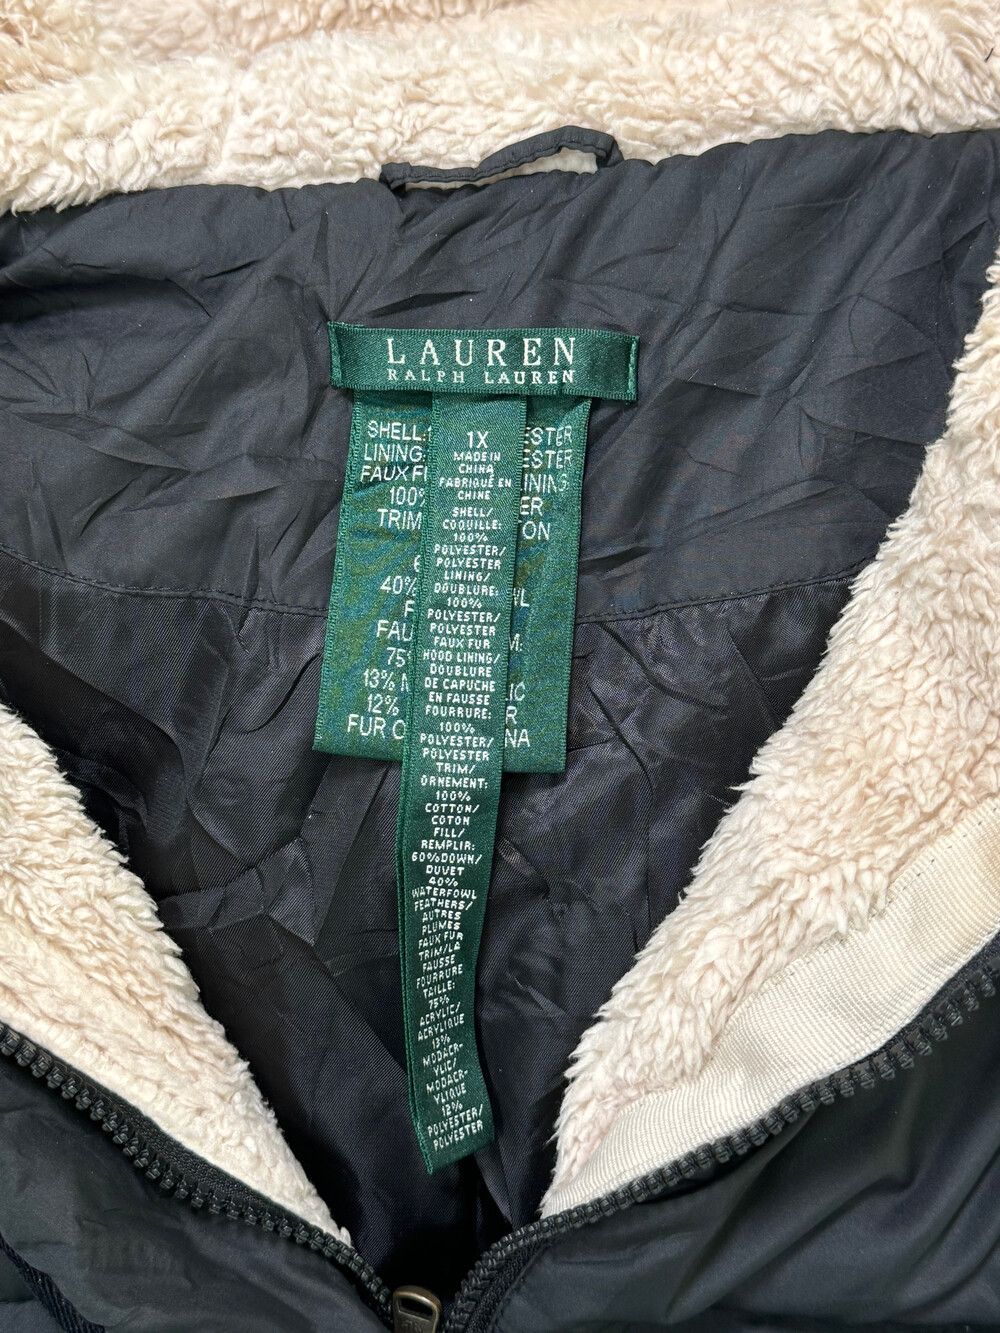 LAUREN
RALPH LAUREN
1X
MADE IN
CHINA
FABRIQUÉ EN
CHINE
SHELL/
COQUILLE:
100%
POLYESTER/
POLYESTER
LINING/
DOUBLURE:
100%
POLYESTER/
POLYESTER
FAUX FUR
HOOD LINING/
DOUBLURE
DE CAPUCHE
EN FAUSSE
FOURRURE:
100%
POLYESTER/
POLYESTER
TRIM/
ORNEMENT:
100%
COTTON/
COTON
FILL/
REMPLIR:
60%DOWN/
DUVET
40%
WATERFOWL
FEATHERS/
AUTRES
PLUMES
FAUX FUR
TRIM/LA
FAUSSE
FOURRURE
TAILLE:
75%
ACRYLIC/
ACRYLIQUE
13%
MODACR-
YLIC/
MODACR-
YLIQUE
12%
POLYESTER/
POLYESTER
SHELL: ESTER
LINING: ESTER
FAUX F INING
100% ER
TRIM TON
6
40% WL
F
FAU M:
75%
13% M IC
12% R
FUR O NA